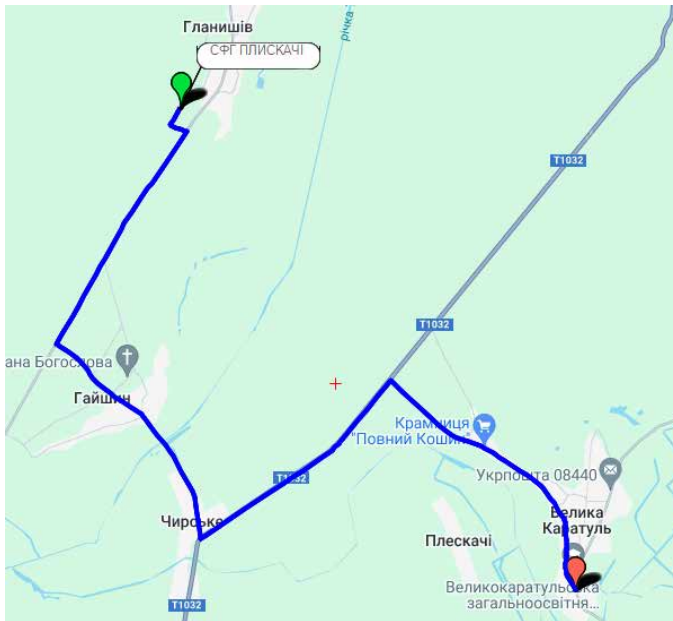 Гланишів
річка
СФГ ПЛИСКАЧІ
T1032
T1032
ана Богослова
Гайшин
Крамниця
"Повний Кошик"
T1032
Укрпошта 08440
Чирське
Велика
Каратуль
Плескачі
Великокаратульська
загальноосвітня...
T1032